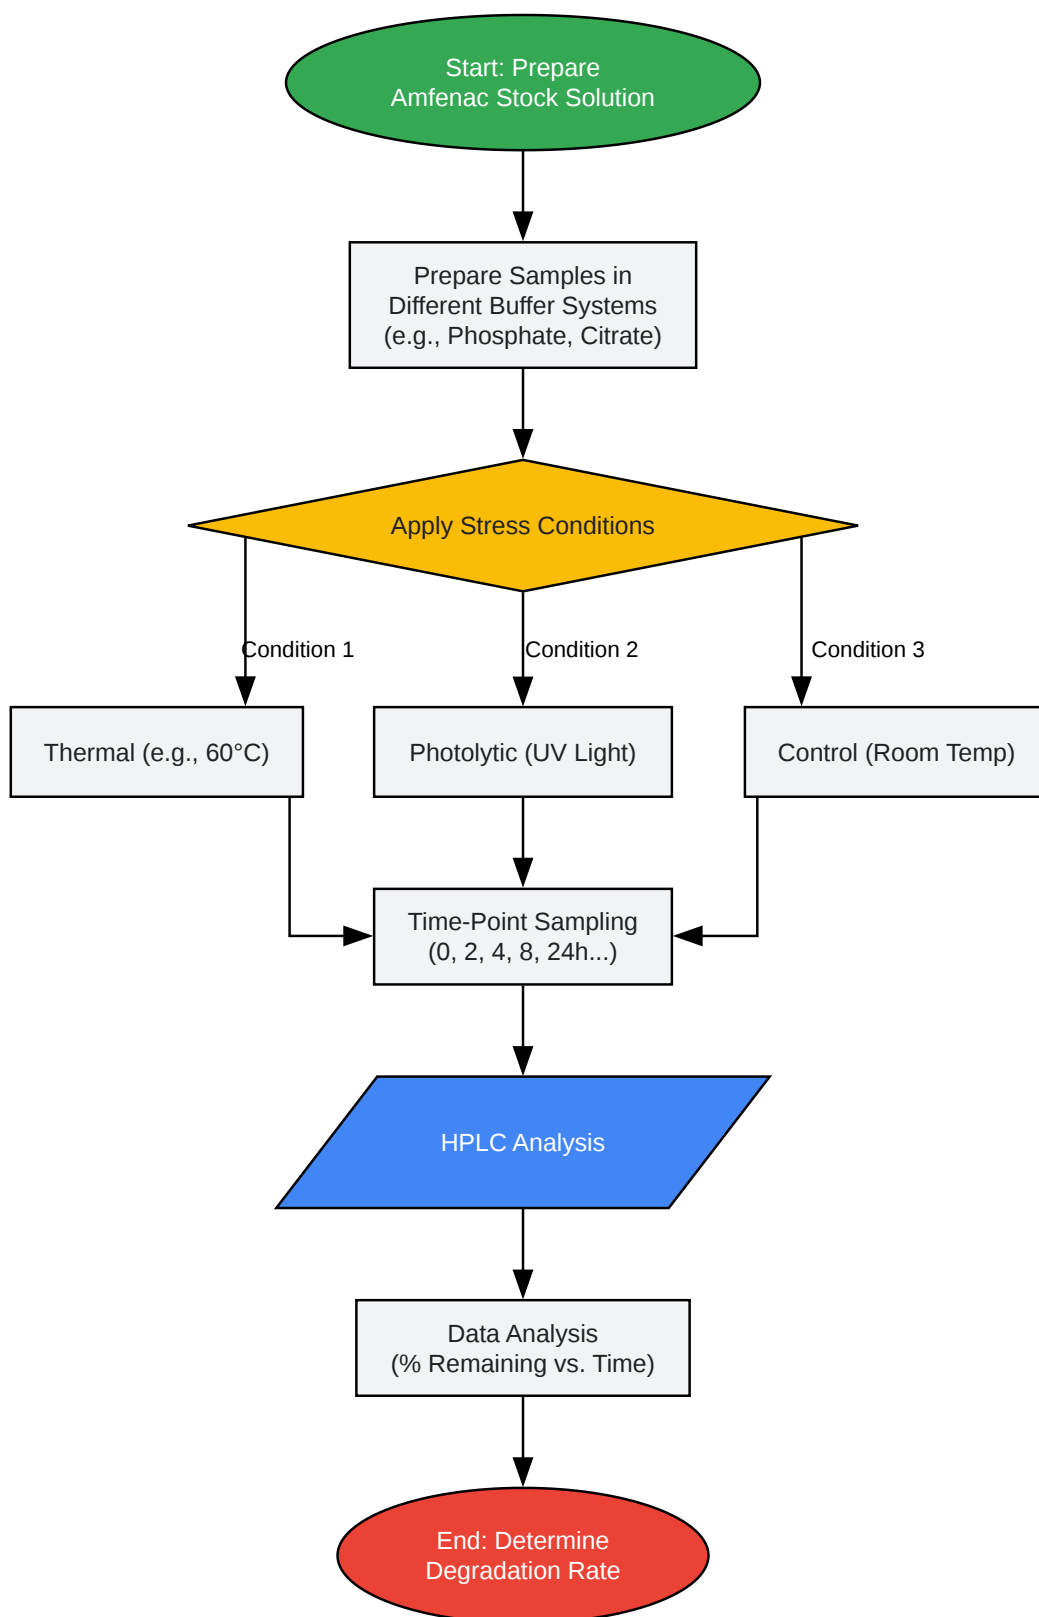 Start: Prepare
Amfenac Stock Solution
Prepare Samples in
Different Buffer Systems
(e.g., Phosphate, Citrate)
Apply Stress Conditions
Condition 1
Condition 2
Condition 3
Thermal (e.g., 60°C)
Photolytic (UV Light)
Control (Room Temp)
Time-Point Sampling
(0, 2, 4, 8, 24h...)
HPLC Analysis
Data Analysis
(% Remaining vs. Time)
End: Determine
Degradation Rate